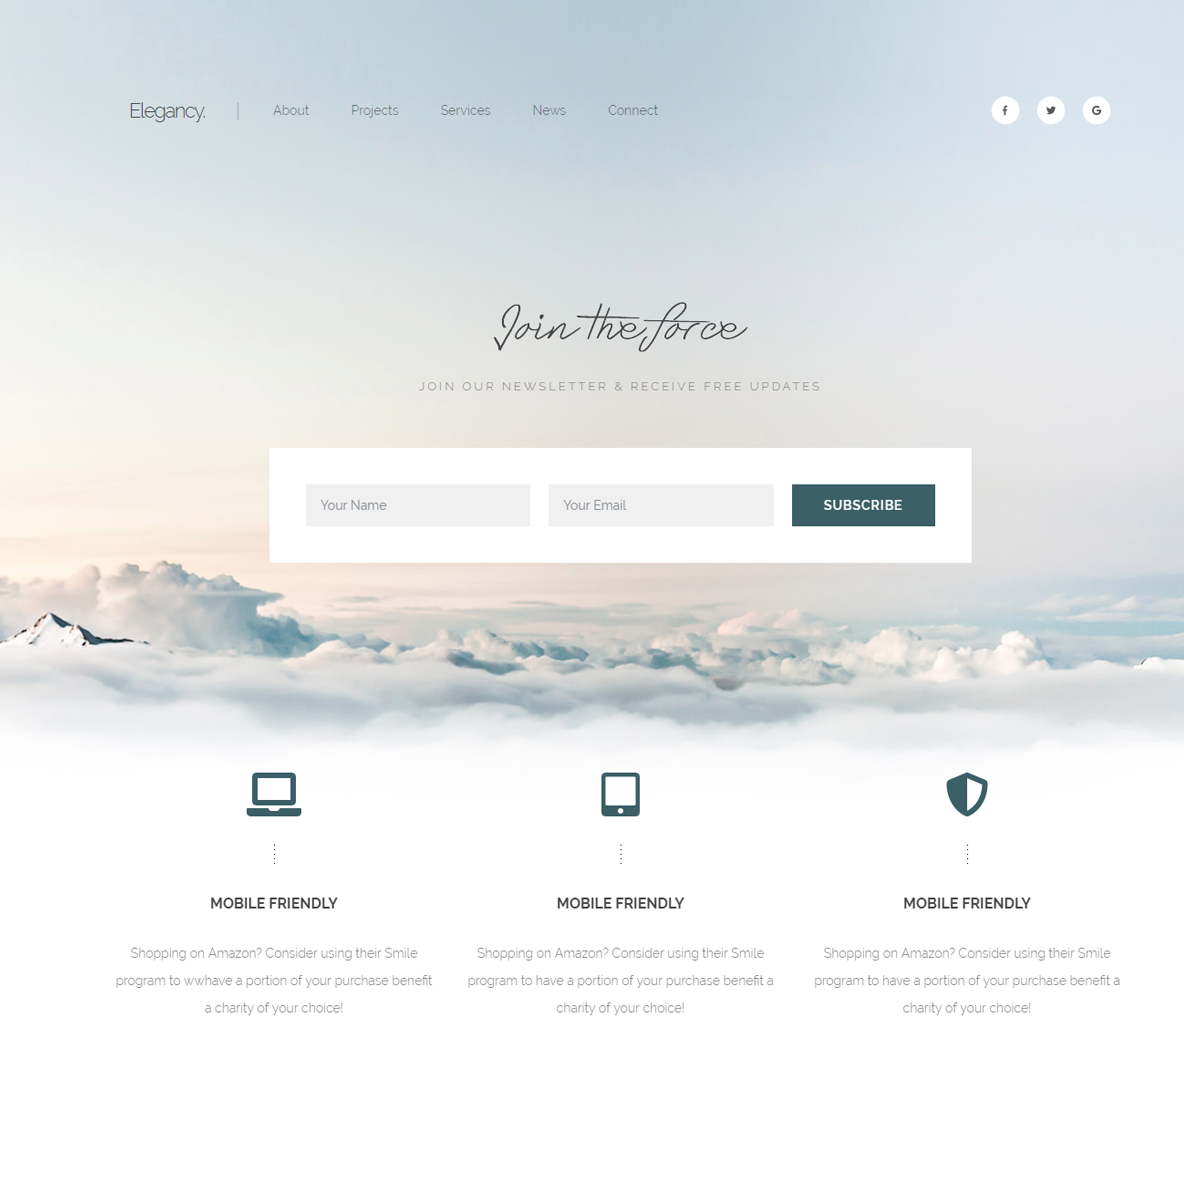 Elegancy.
About
Projects
Services
News
Connect
Join the force
JOIN OUR NEWSLETTER & RECEIVE FREE UPDATES
Your Name
Your Email
SUBSCRIBE
MOBILE FRIENDLY
Shopping on Amazon? Consider using their Smile
program to wwhave a portion of your purchase benefit
a charity of your choice!
MOBILE FRIENDLY
Shopping on Amazon? Consider using their Smile
program to have a portion of your purchase benefit a
charity of your choice!
MOBILE FRIENDLY
Shopping on Amazon? Consider using their Smile
program to have a portion of your purchase benefit a
charity of your choice!